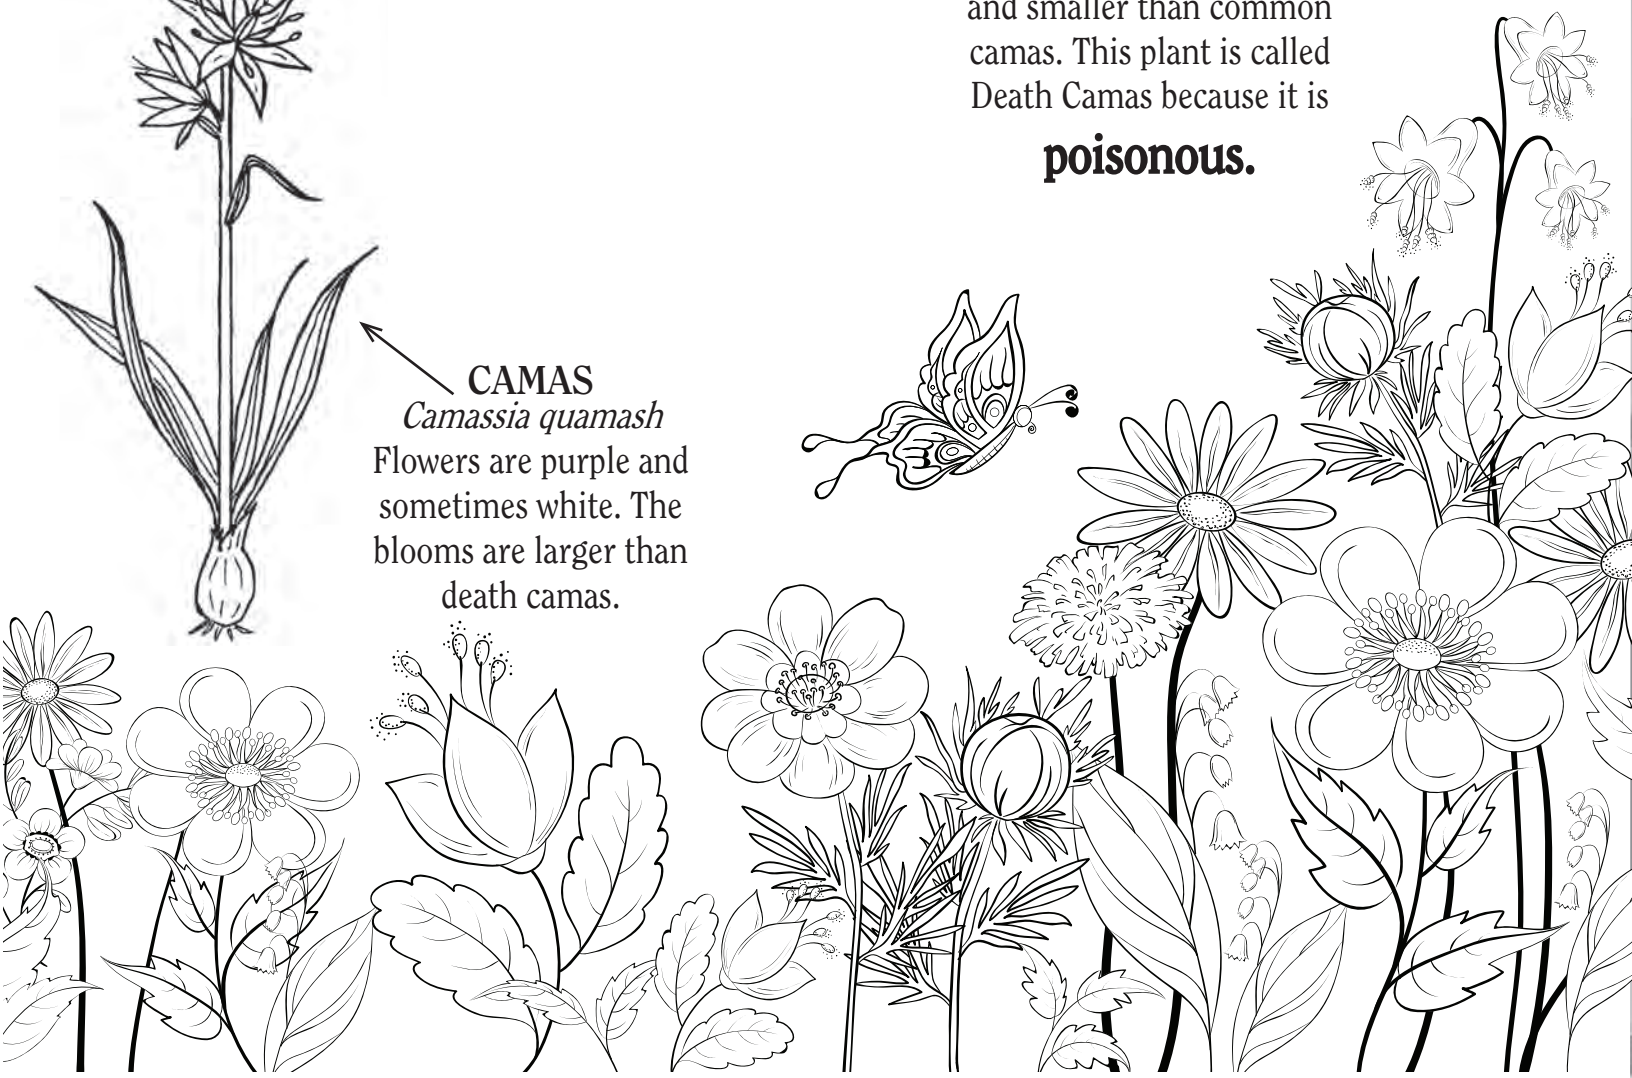 and smaller than common
camas. This plant is called
Death Camas because it is
poisonous.
CAMAS
Camassia quamash
Flowers are purple and
sometimes white. The
blooms are larger than
death camas.